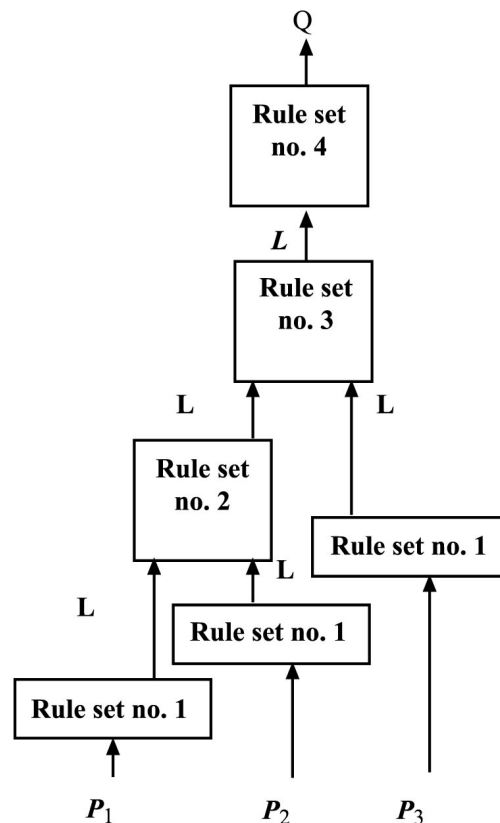 Q
Rule set
no. 4
L
Rule set
no. 3
L L
Rule set
no. 2
Rule set no. 1
L
L
Rule set no. 1
Rule set no. 1
P₁ P₂ P₃